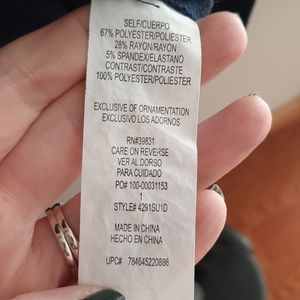 SELF/CUERPO
67% POLYESTER/POLIESTER
28% RAYON/RAYON
5% SPANDEX/ELASTAN
CONTRAST/CONTRASTE
100% POLYESTER/POLIESTER
EXCLUSIVE OF ORNAMENTATION
EXCLUSIVO LOS ADORNOS
RN#39831
CARE ON REVERSE
VER AL DORSO
PARA CUIDADO
PO# 100-00031153
STYLE# 4291SU1D
MADE IN CHINA
HECHO EN CHINA
UPC# 784645220886